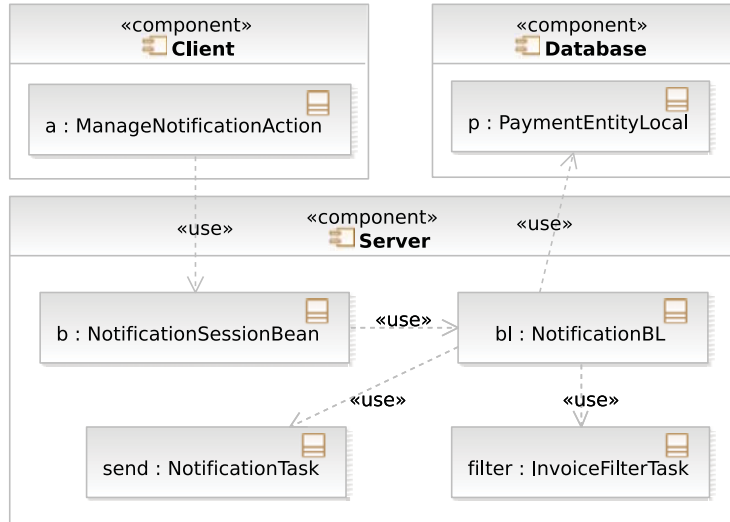 «component»
Client
a : ManageNotificationAction
«component»
Database
p : PaymentEntityLocal
«use»
«use»
«component»
Server
b : NotificationSessionBean
«use»
bl : NotificationBL
«use»
«use»
send : NotificationTask
filter : InvoiceFilterTask